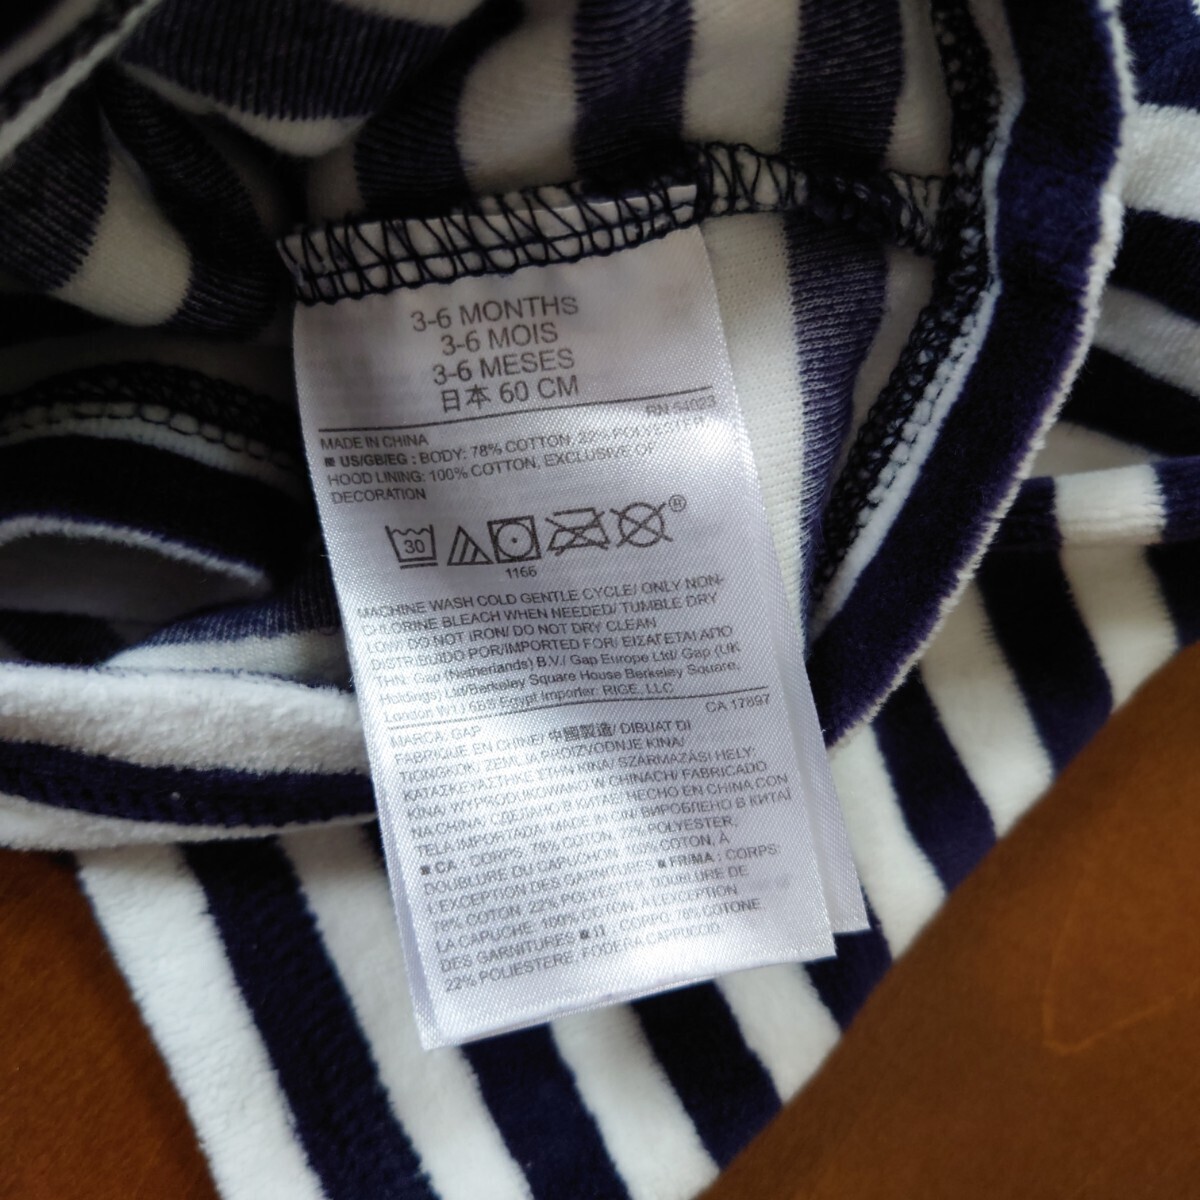 3-6 MONTHS
3-6 MOIS
3-6 MESES
日本 60 CM
RN 54023
MADE IN CHINA
■ US/GB/EG : BODY: 78% COTTON, 22% POLYESTER
HOOD LINING: 100% COTTON, EXCLUSIVE OF
DECORATION
30
®
1166
MACHINE WASH COLD GENTLE CYCLE/ ONLY NON-
CHLORINE BLEACH WHEN NEEDED/ TUMBLE DRY
LOW/ DO NOT IRON/ DO NOT DRY CLEAN
DISTRIBUIDO POR/IMPORTED FOR/ ΕΙΣΑΓΕΤΑΙ ΑΠΟ
ΤΗΝ: Gap (Netherlands) B.V./ Gap Europe Ltd/ Gap (UK
Holdings) Ltd/Berkeley Square House Berkeley Square,
London W1J 6BS Egypt Importer: RIGE, LLC
CA 17897
MARCA: GAP
FABRIQUE EN CHINE/ 中國製造/ DIBUAT DI
TIONGKOK/ ZEMLJA PROIZVODNJE KINA/
ΚΑΤΑΣΚΕΥΑΣΤΗΚΕ ΣΤΗΝ ΚΙΝΑ/ SZÁRMAZÁSI HELY:
KÍNA/ WYPRODUKOWANO W CHINACH/ FABRICADO
NA CHINA/ СДЕЛАНО В КИТАЕ/ HECHO EN CHINA CON
TELA IMPORTADA/ MADE IN CIN/ ВИРОБЛЕНО В КИТАЇ
■ CA : CORPS: 78% COTON, 22% POLYESTER,
DOUBLURE DU CAPUCHON: 100% COTON, À
L'EXCEPTION DES GARNITURES ■ FR/MA : CORPS:
78% COTON, 22% POLYESTER, DOUBLURE DE
LA CAPUCHE: 100% COTON, A L'EXCEPTION
DES GARNITURES ■ IT : CORPO: 78% COTONE
22% POLIESTERE, FODERA CAPPUCCIO: